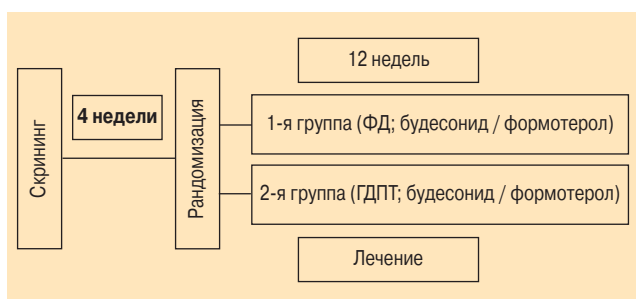 Скрининг
4 недели
Рандомизация
12 недель
1-я группа (ФД; будесонид / формотерол)
2-я группа (ГДПТ; будесонид / формотерол)
Лечение